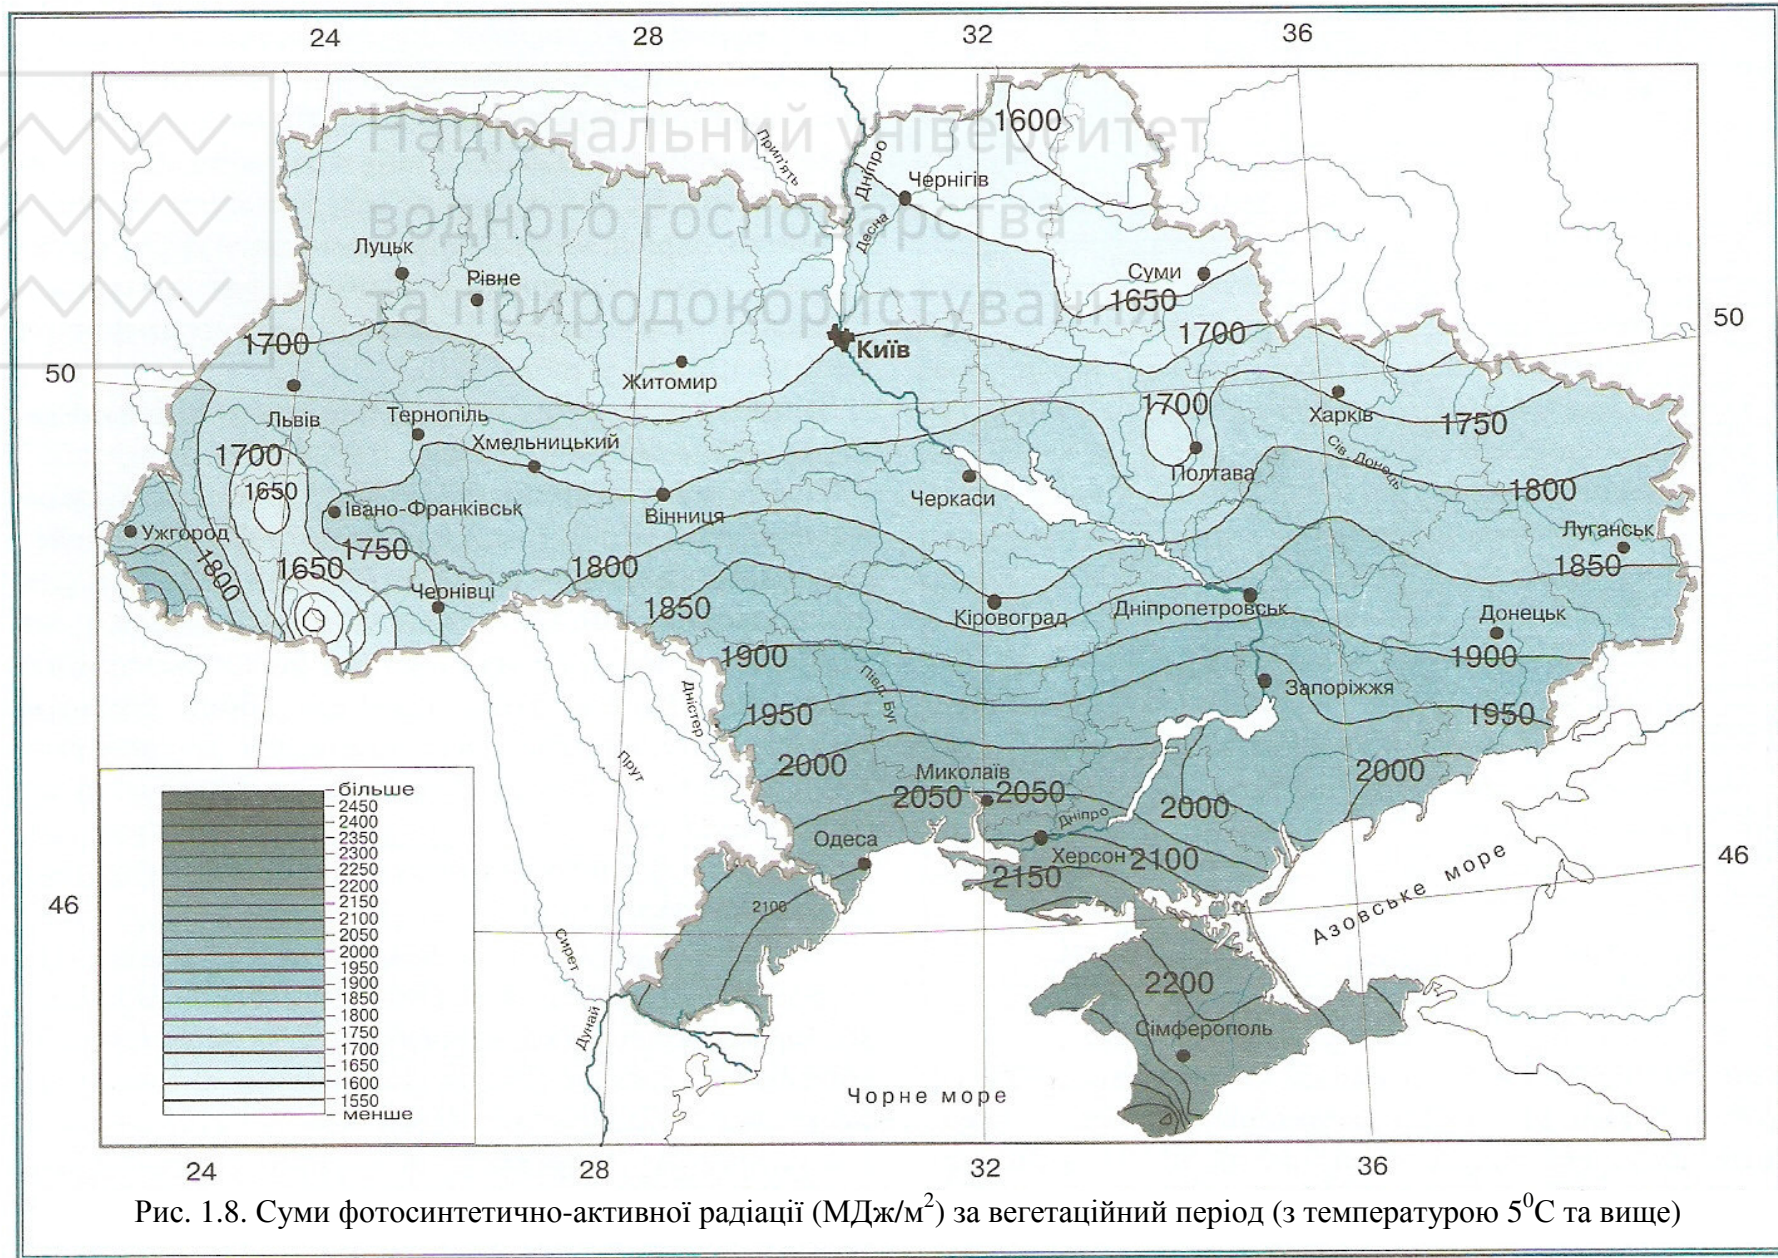 24 28 32 36
Національний університет
водного господарства
та природокористування
1600
Прип'ять
Дніпро
Чернігів
Десна
Луцьк
Рівне
Суми
1650
1700
1700
50
Київ
50
Житомир
1700
Львів
Тернопіль
Харків
1750
Хмельницький
1700
Сів. Донець
Полтава
1650
Черкаси
1800
Івано-Франківськ
Вінниця
Ужгород
Луганськ
1750
1800
1650
1800
1850
Чернівці
1850
Кіровоград
Дніпропетровськ
Донецьк
1900
1900
Запоріжжя
Півд. Буг
Дністер
1950
1950
Прут
2000
Миколаїв
2000
2050
2050
2000
Дніпро
Одеса
Херсон
2100
2150
46
46
Азовське море
2100
Сирет
2200
Дунай
Сімферополь
Чорне море
більше
2450
2400
2350
2300
2250
2200
2150
2100
2050
2000
1950
1900
1850
1800
1750
1700
1650
1600
1550
менше
24 28 32 36
Рис. 1.8. Суми фотосинтетично-активної радіації (МДж/м²) за вегетаційний період (з температурою 5⁰С та вище)